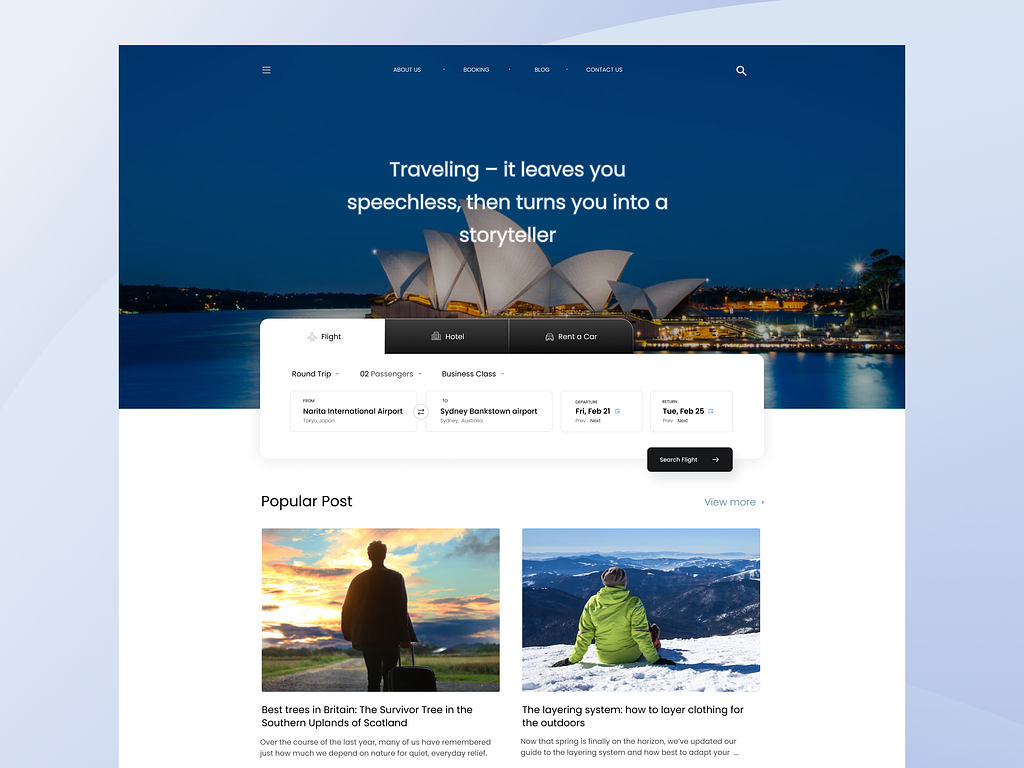 ABOUT US · BOOKING · BLOG · CONTACT US
Traveling – it leaves you
speechless, then turns you into a
storyteller
Flight
Hotel
Rent a Car
Round Trip
02 Passengers
Business Class
FROM
Narita International Airport
Tokyo, Japan
TO
Sydney Bankstown airport
Sydney, Australia
DEPARTURE
Fri, Feb 21
Prev Next
RETURN
Tue, Feb 25
Prev Next
Search Flight
Popular Post
View more
Best trees in Britain: The Survivor Tree in the
Southern Uplands of Scotland
Over the course of the last year, many of us have remembered
just how much we depend on nature for quiet, everyday relief.
The layering system: how to layer clothing for
the outdoors
Now that spring is finally on the horizon, we've updated our
guide to the layering system and how best to adapt your ...